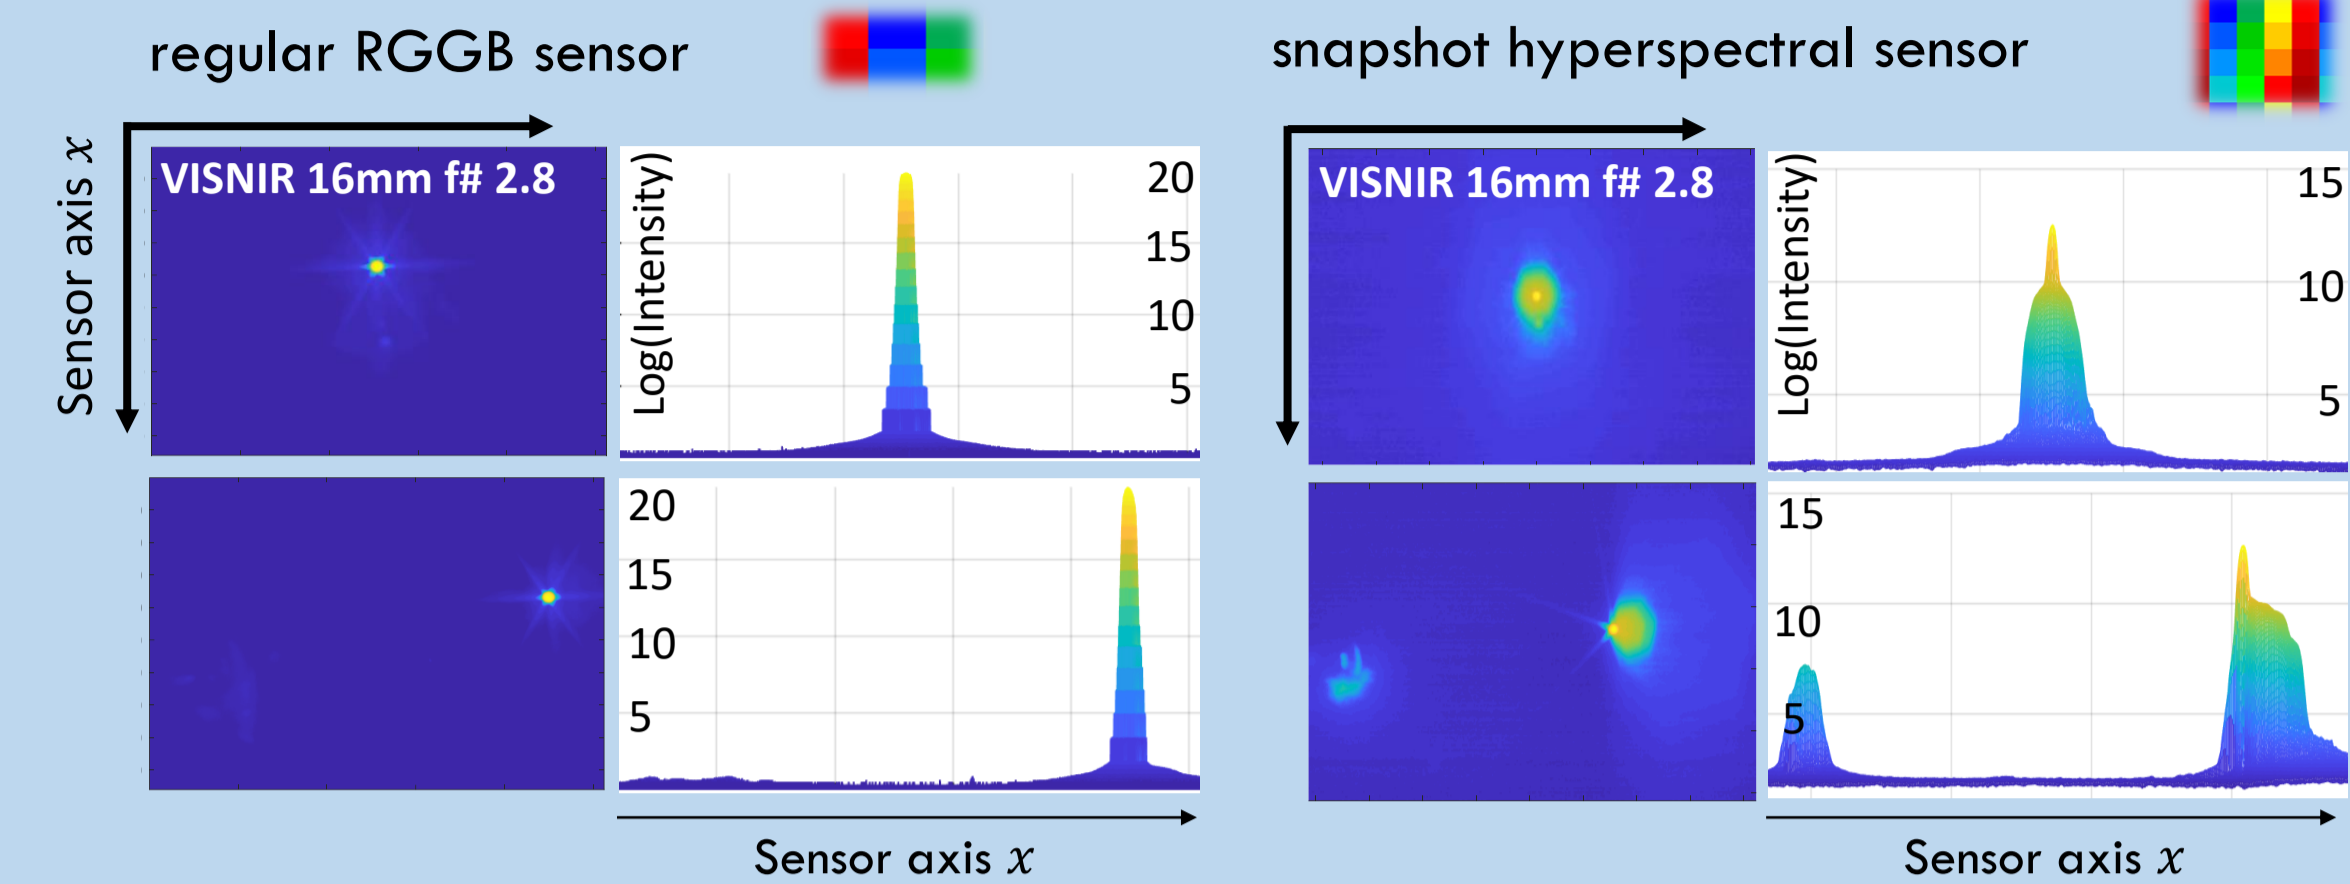 regular RGGB sensor
snapshot hyperspectral sensor
Sensor axis x
VISNIR 16mm f# 2.8
Log(Intensity)
20
15
10
5
VISNIR 16mm f# 2.8
Log(Intensity)
15
10
5
20
15
10
5
15
10
5
Sensor axis x
Sensor axis x